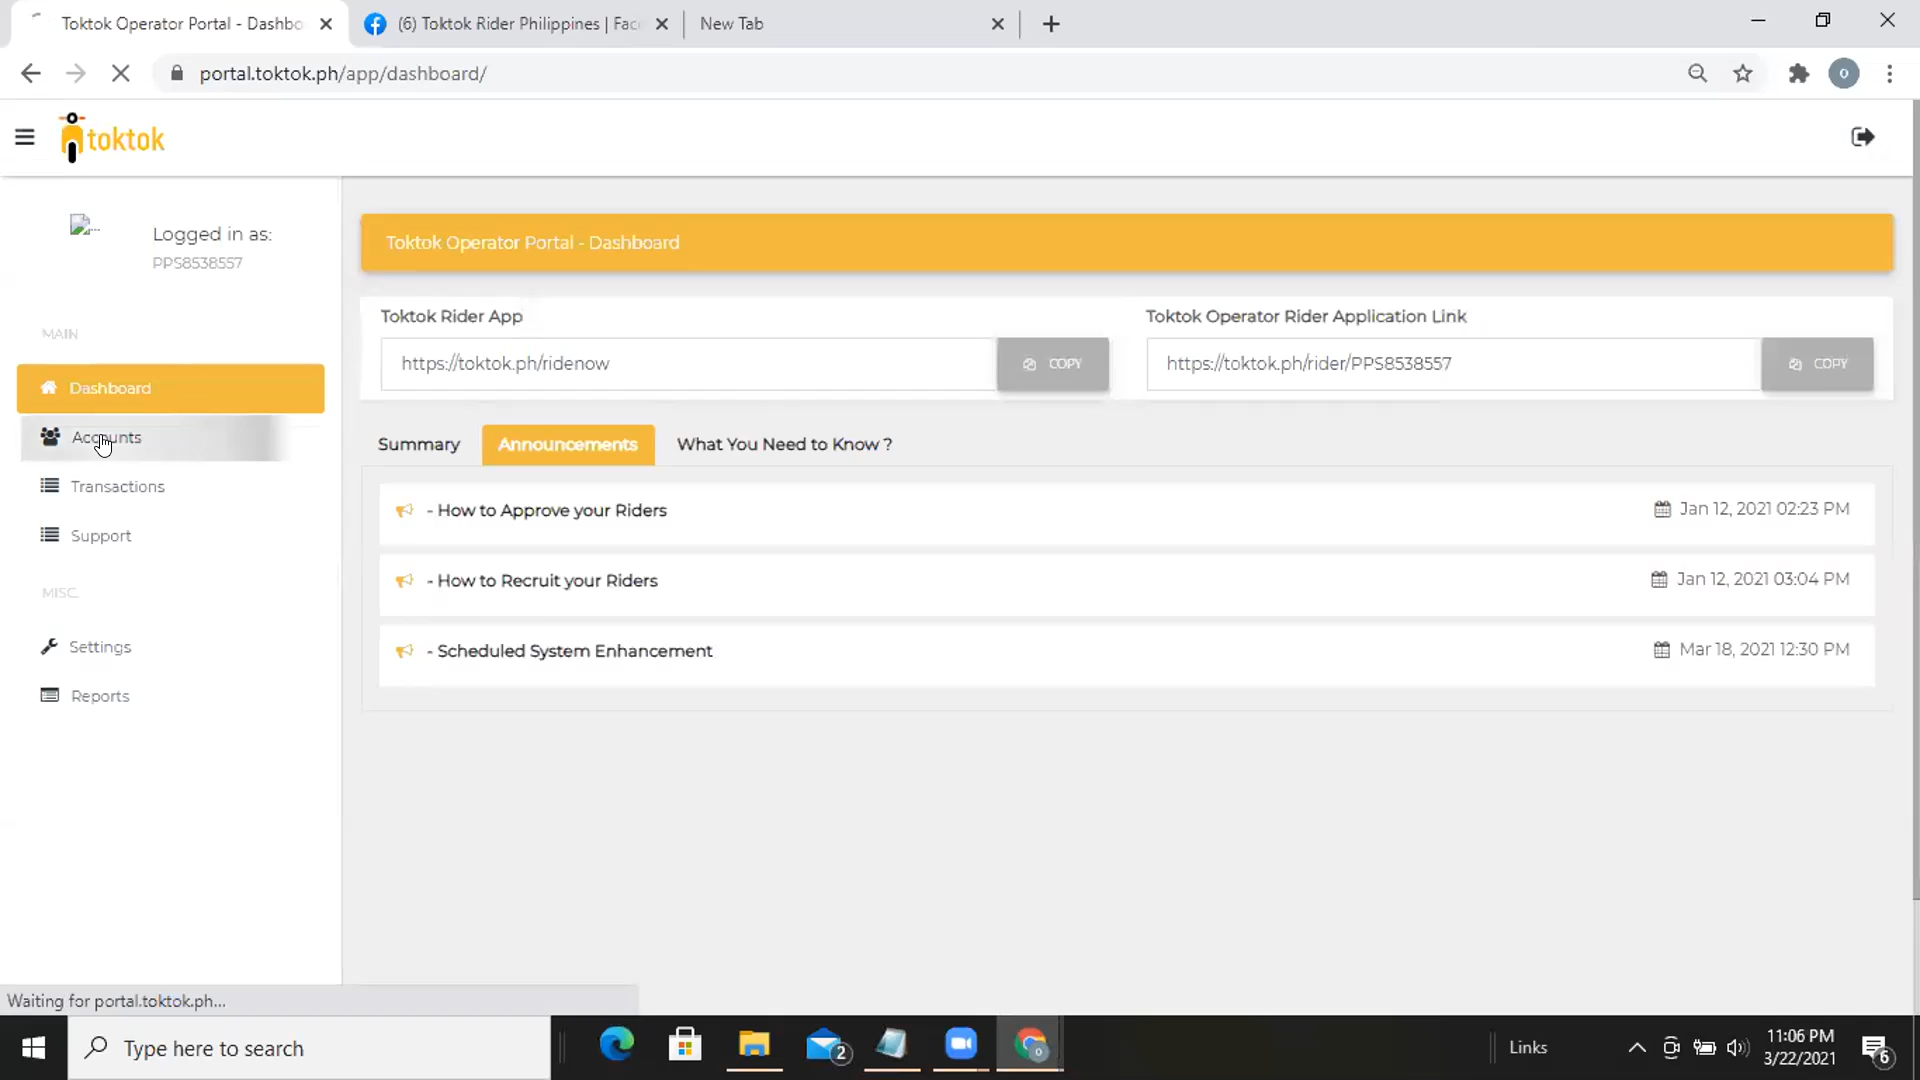 Toktok Operator Portal - Dashbo
(6) Toktok Rider Philippines | Fac
New Tab
portal.toktok.ph/app/dashboard/
o
toktok
Logged in as:
PPS8538557
MAIN
Dashboard
Accounts
Transactions
Support
MISC.
Settings
Reports
Toktok Operator Portal - Dashboard
Toktok Rider App
https://toktok.ph/ridenow
COPY
Toktok Operator Rider Application Link
https://toktok.ph/rider/PPS8538557
COPY
Summary
Announcements
What You Need to Know ?
- How to Approve your Riders
Jan 12, 2021 02:23 PM
- How to Recruit your Riders
Jan 12, 2021 03:04 PM
- Scheduled System Enhancement
Mar 18, 2021 12:30 PM
Waiting for portal.toktok.ph...
Type here to search
2
o
Links
11:06 PM
3/22/2021
6